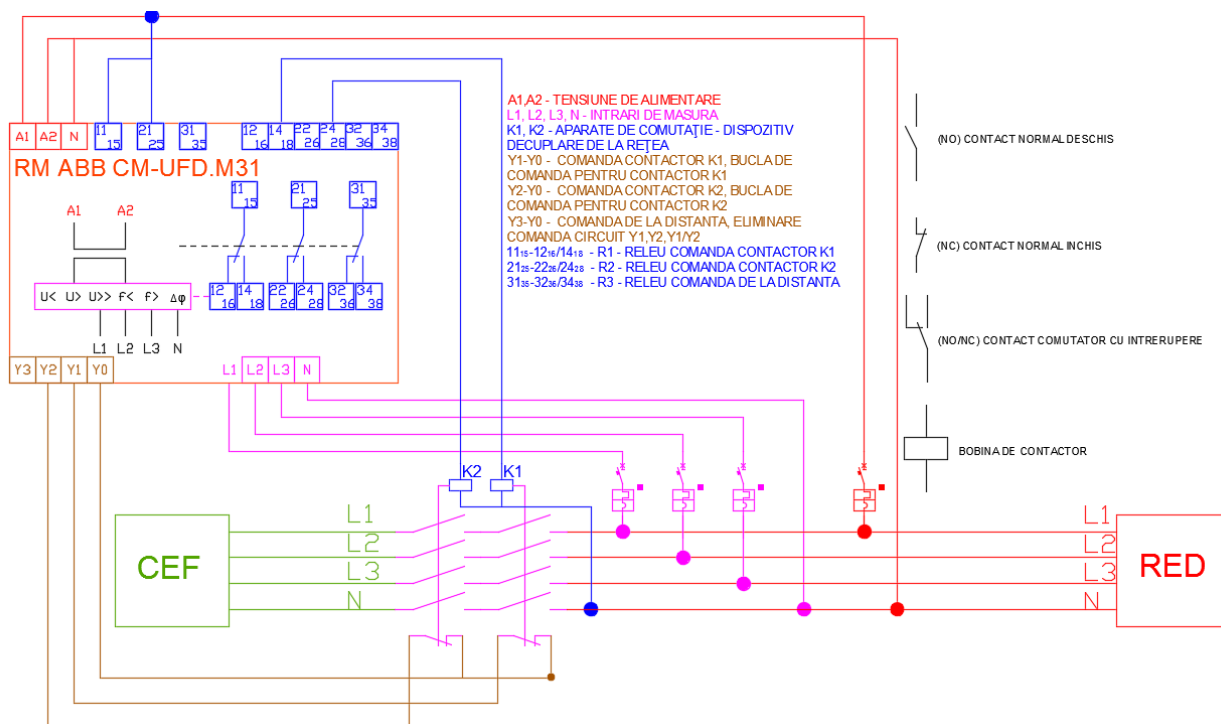 A1 A2 N 11 15 21 25 31 35 12 16 14 18 22 26 24 28 32 36 34 38
RM ABB CM-UFD.M31
11 15 21 25 31 35
A1 A2
U< U> U>> f< f> Δφ
12 16 14 18 22 26 24 28 32 36 34 38
L1 L2 L3 N
Y3 Y2 Y1 Y0
L1 L2 L3 N
A1,A2 - TENSIUNE DE ALIMENTARE
L1, L2, L3, N - INTRARI DE MASURA
K1, K2 - APARATE DE COMUTAŢIE - DISPOZITIV
DECUPLARE DE LA REŢEA
Y1-Y0 - COMANDA CONTACTOR K1, BUCLA DE
COMANDA PENTRU CONTACTOR K1
Y2-Y0 - COMANDA CONTACTOR K2, BUCLA DE
COMANDA PENTRU CONTACTOR K2
Y3-Y0 - COMANDA DE LA DISTANTA, ELIMINARE
COMANDA CIRCUIT Y1,Y2,Y1/Y2
11₁₅-12₁₆/14₁₈ - R1 - RELEU COMANDA CONTACTOR K1
21₂₅-22₂₆/24₂₈ - R2 - RELEU COMANDA CONTACTOR K2
31₃₅-32₃₆/34₃₈ - R3 - RELEU COMANDA DE LA DISTANTA
(NO) CONTACT NORMAL DESCHIS
(NC) CONTACT NORMAL INCHIS
(NO/NC) CONTACT COMUTATOR CU INTRERUPERE
BOBINA DE CONTACTOR
K2 K1
CEF
L1
L2
L3
N
L1
L2
L3
N
RED